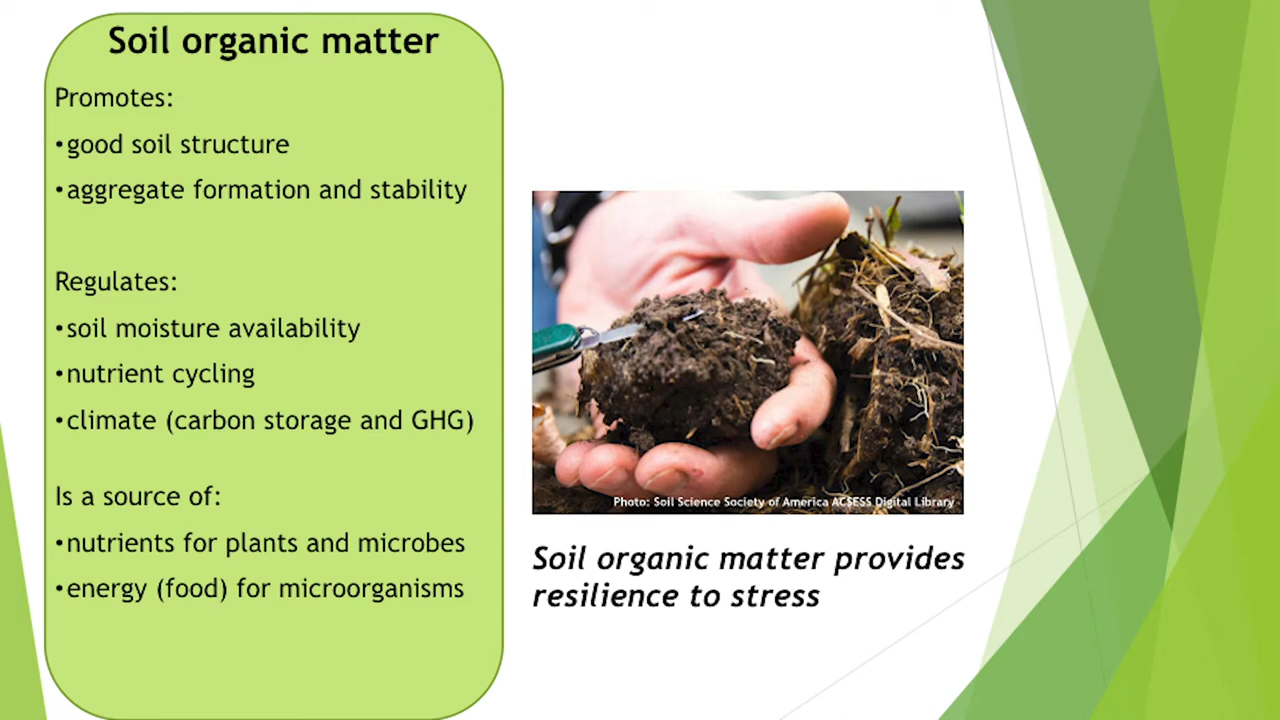 Soil organic matter
Promotes:
•good soil structure
•aggregate formation and stability
Regulates:
•soil moisture availability
•nutrient cycling
•climate (carbon storage and GHG)
Is a source of:
•nutrients for plants and microbes
•energy (food) for microorganisms
Photo: Soil Science Society of America ACSESS Digital Library
Soil organic matter provides
resilience to stress